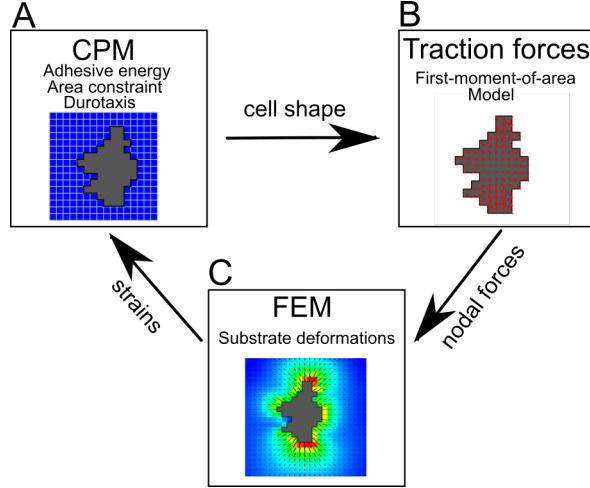 A
CPM
Adhesive energy
Area constraint
Durotaxis
cell shape
B
Traction forces
First-moment-of-area
Model
nodal forces
C
FEM
Substrate deformations
strains